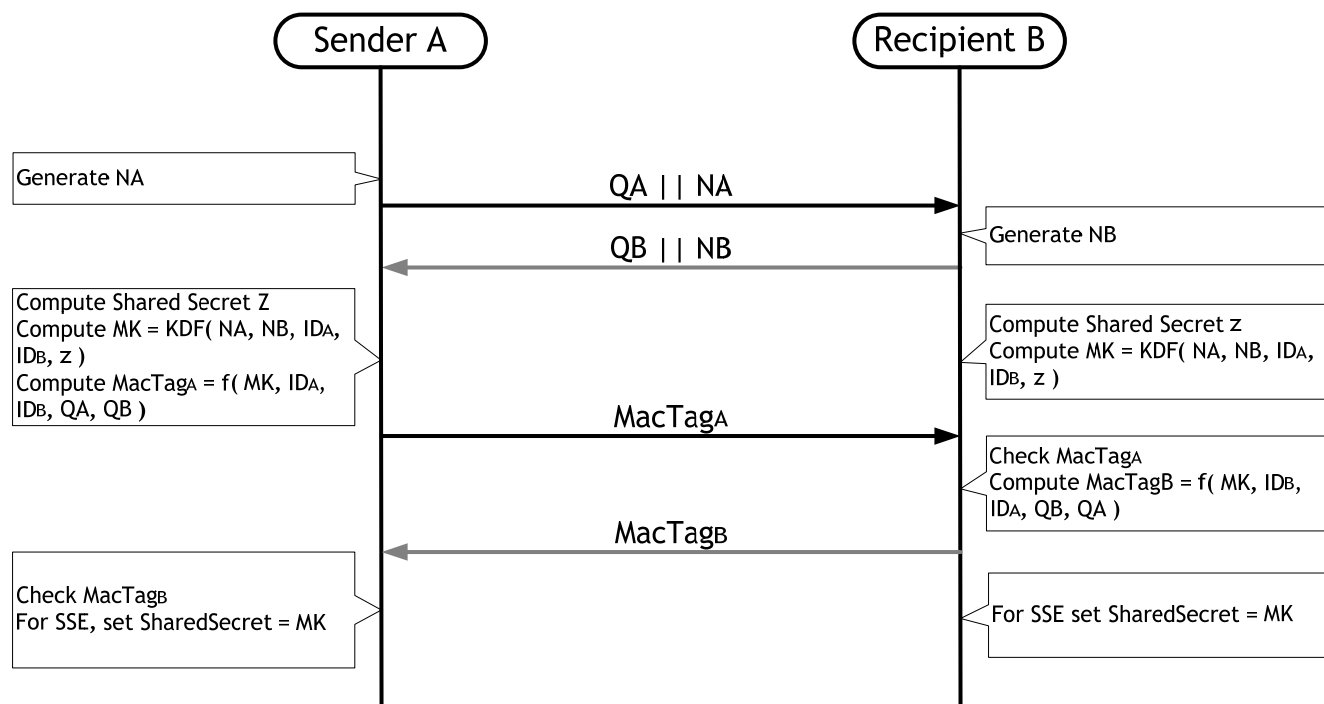 Sender A
Recipient B
Generate NA
QA || NA
Generate NB
QB || NB
Compute Shared Secret Z
Compute MK = KDF( NA, NB, IDA,
IDB, z )
Compute MacTagA = f( MK, IDA,
IDB, QA, QB )
Compute Shared Secret z
Compute MK = KDF( NA, NB, IDA,
IDB, z )
MacTagA
Check MacTagA
Compute MacTagB = f( MK, IDB,
IDA, QB, QA )
MacTagB
Check MacTagB
For SSE, set SharedSecret = MK
For SSE set SharedSecret = MK